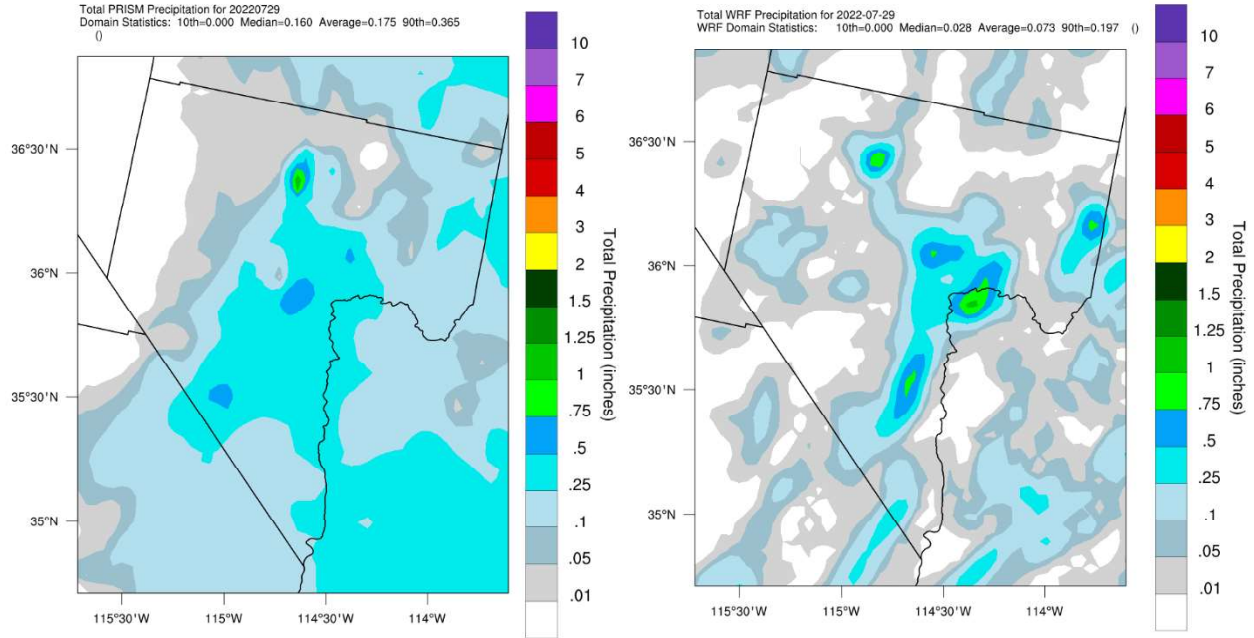 Total PRISM Precipitation for 20220729
Domain Statistics: 10th=0.000 Median=0.160 Average=0.175 90th=0.365
()
36°30'N
36°N
35°30'N
35°N
115°30'W
115°W
114°30'W
114°W
10
7
6
5
4
3
2
1.5
1.25
1
.75
.5
.25
.1
.05
.01
Total Precipitation (inches)
Total WRF Precipitation for 2022-07-29
WRF Domain Statistics: 10th=0.000 Median=0.028 Average=0.073 90th=0.197 ()
36°30'N
36°N
35°30'N
35°N
115°30'W
115°W
114°30'W
114°W
10
7
6
5
4
3
2
1.5
1.25
1
.75
.5
.25
.1
.05
.01
Total Precipitation (inches)